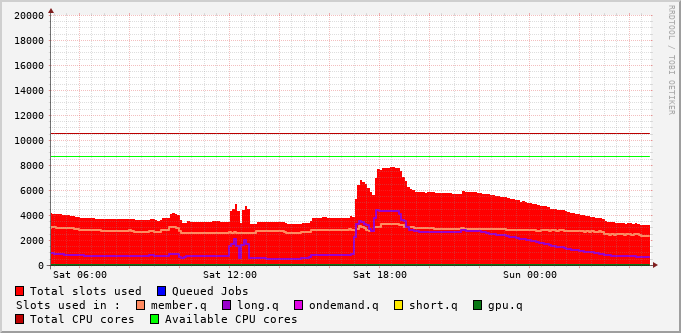 20000
18000
16000
14000
12000
10000
8000
6000
4000
2000
0
Sat 06:00 Sat 12:00 Sat 18:00 Sun 00:00
Total slots used Queued Jobs
Slots used in : member.q long.q ondemand.q short.q gpu.q
Total CPU cores Available CPU cores
RRDTOOL / TOBI OETIKER